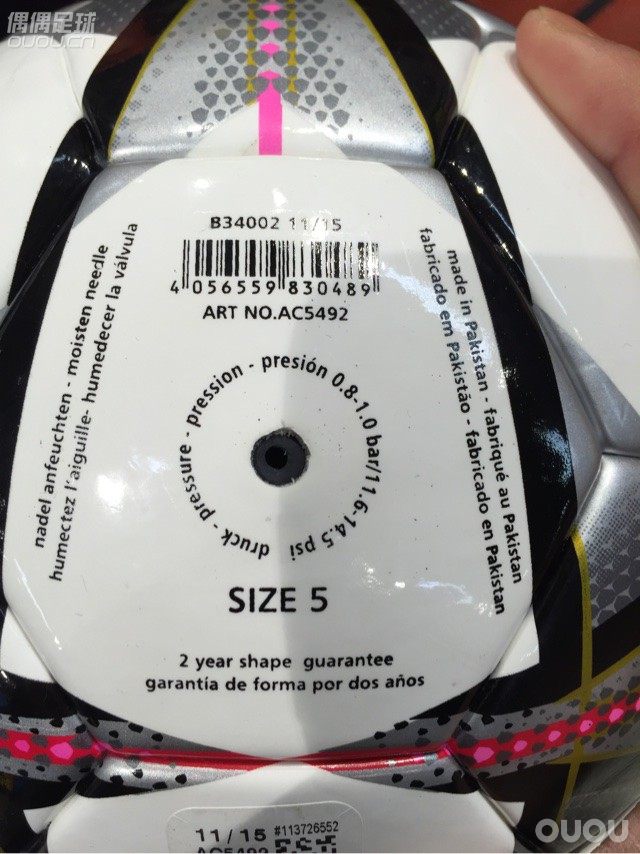 偶偶足球
OUOU.CN
B34002 11/15
4 056559 830489
ART NO.AC5492
nadel anfeuchten - moisten needle
humectez l'aiguille- humedecer la válvula
made in Pakistan - fabriqué au Pakistan
fabricado em Pakistão - fabricado en Pakistan
druck - pressure - pression - presión 0.8-1.0 bar/11.6-14.5 psi
SIZE 5
2 year shape guarantee
garantía de forma por dos años
11/15 #113726552
AC5492
OUOU